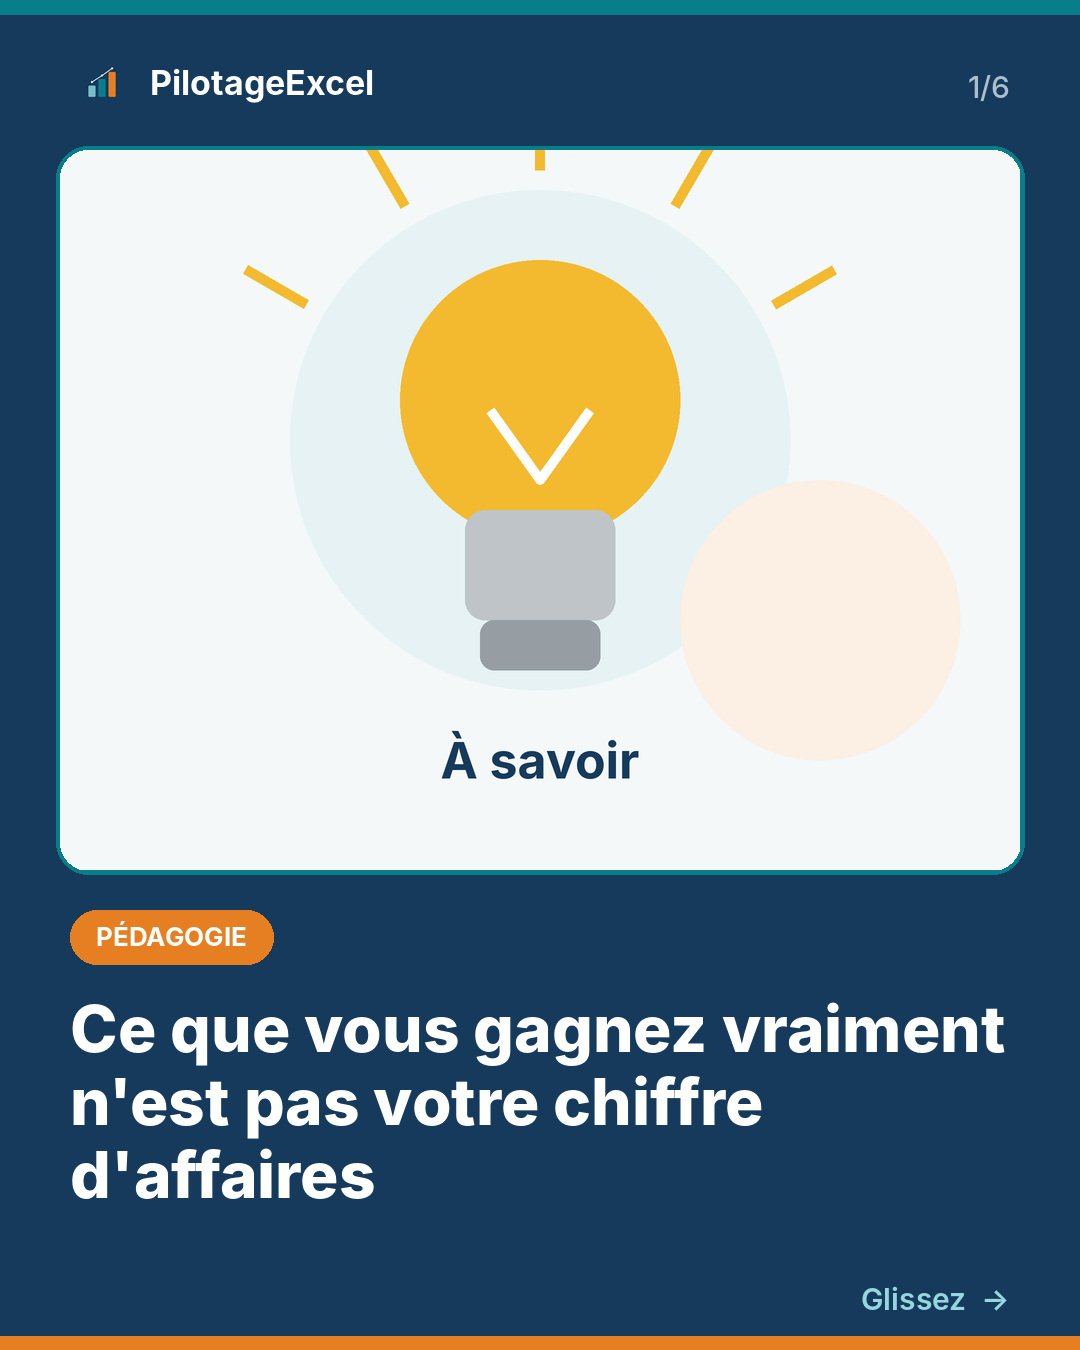 PilotageExcel
1/6
À savoir
PÉDAGOGIE
Ce que vous gagnez vraiment
n'est pas votre chiffre
d'affaires
Glissez →